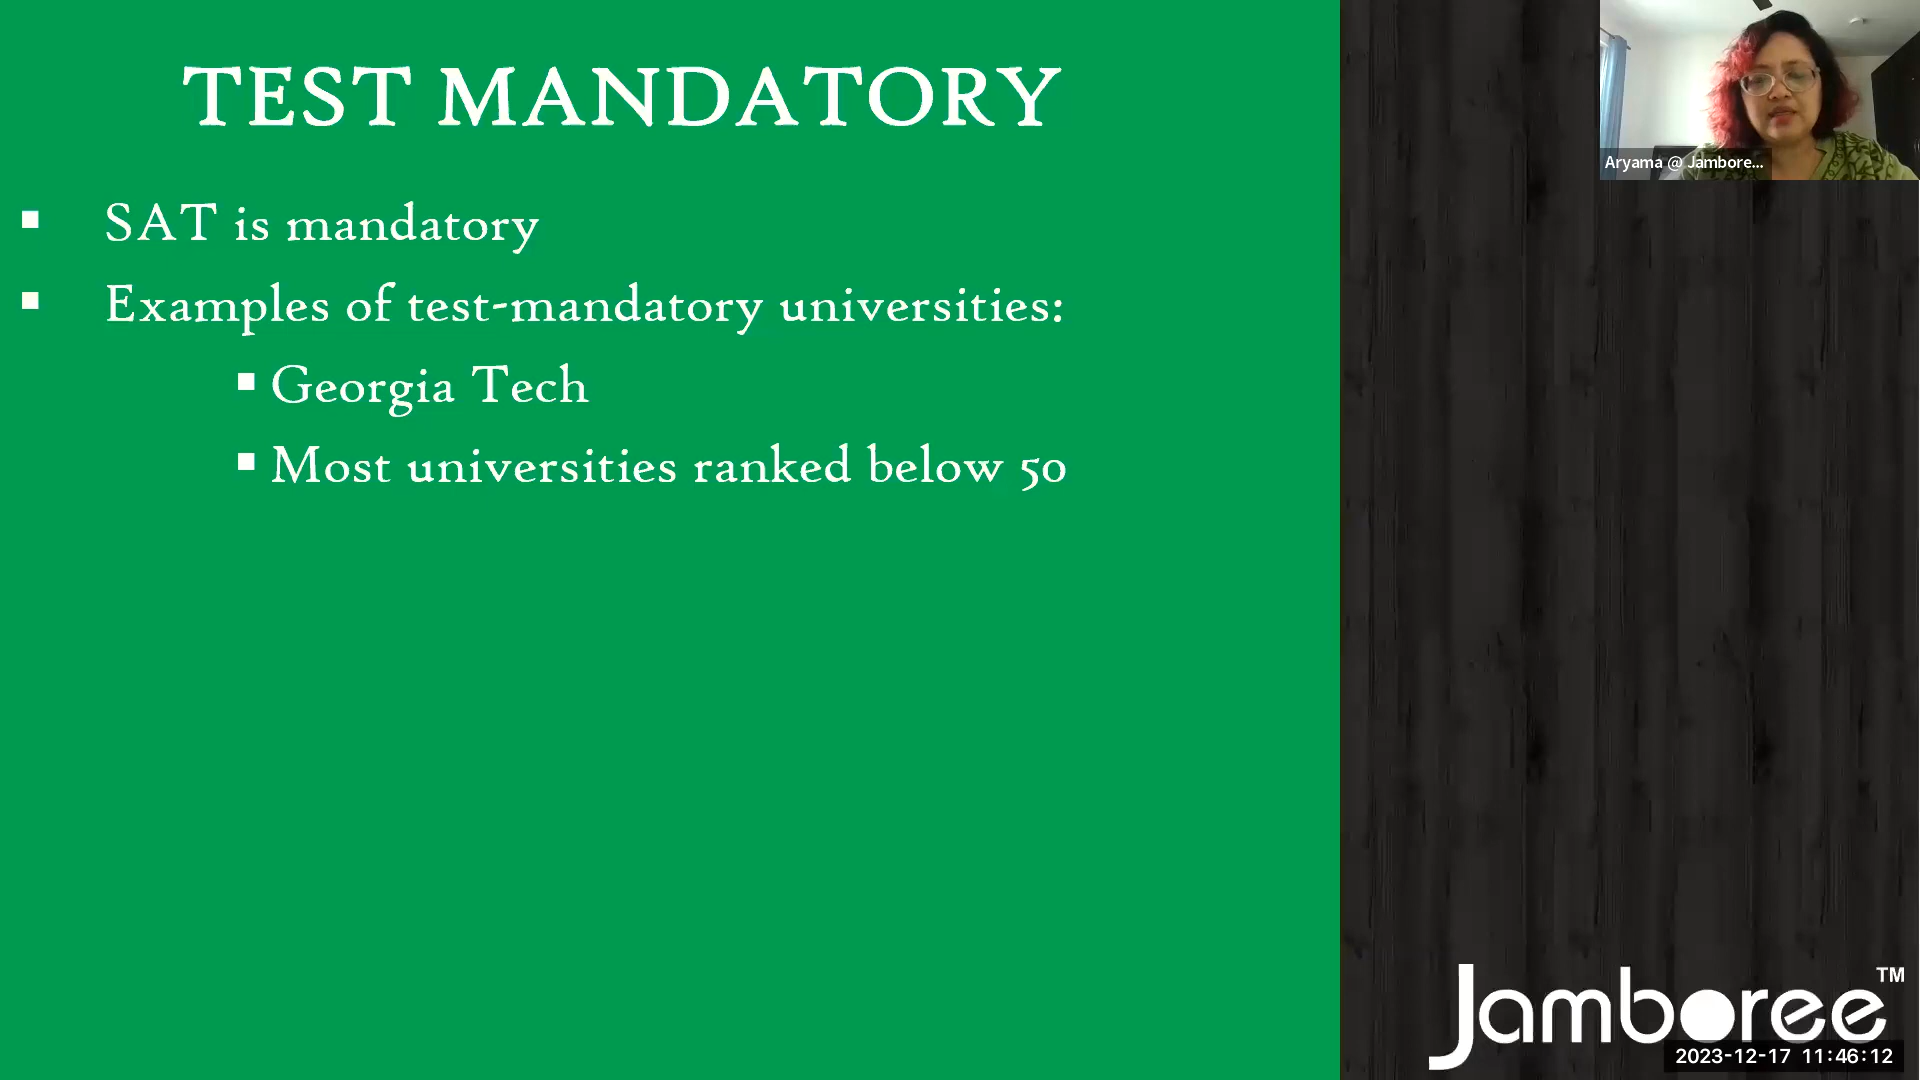 TEST MANDATORY
▪ SAT is mandatory
▪ Examples of test-mandatory universities:
▪ Georgia Tech
▪ Most universities ranked below 50
Aryama @ Jambore...
Jamboree™
2023-12-17 11:46:12